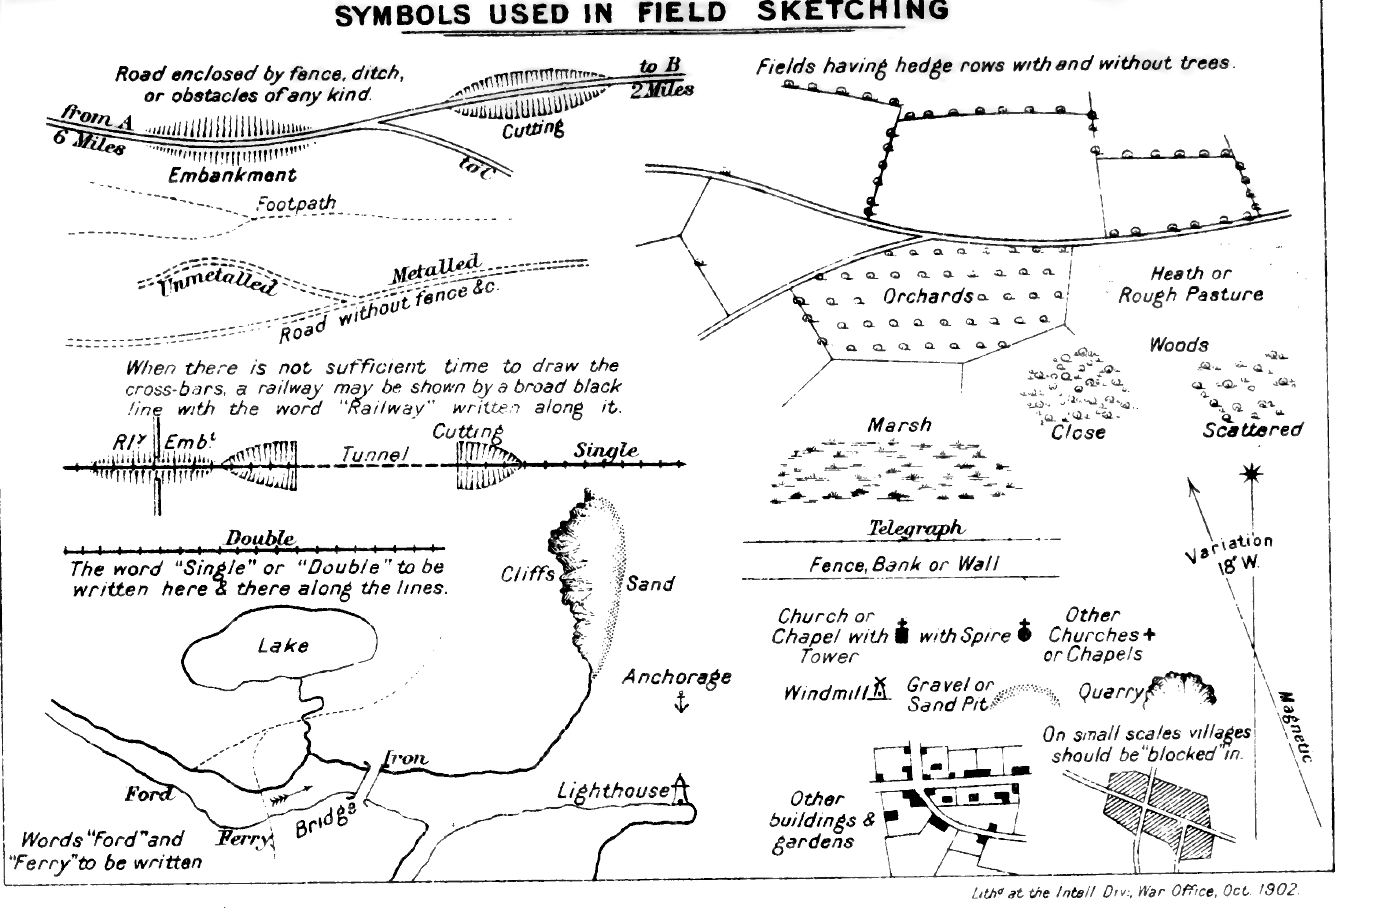 SYMBOLS USED IN FIELD SKETCHING
Road enclosed by fence, ditch,
or obstacles of any kind.
from A
6 Miles
Embankment
Cutting
to B
2 Miles
to C
Footpath
Unmetalled
Metalled
Road without fence &c.
When there is not sufficient time to draw the
cross-bars, a railway may be shown by a broad black
line with the word "Railway" written along it.
Rly Embt
Tunnel
Cutting
Single
Double
The word "Single" or "Double" to be
written here & there along the lines.
Cliffs
Sand
Lake
Anchorage
Iron
Bridge
Ford
Ferry
Words "Ford" and
"Ferry" to be written
Lighthouse
Fields having hedge rows with and without trees.
Orchards
Heath or
Rough Pasture
Woods
Close
Scattered
Marsh
Telegraph
Fence, Bank or Wall
Variation
18° W.
Magnetic
Church or
Chapel with
Tower
with Spire
Other
Churches
or Chapels
Windmill
Gravel or
Sand Pit
Quarry
On small scales villages
should be "blocked" in.
Other
buildings &
gardens
Lithd at the Intell Div:, War Office, Oct. 1902.